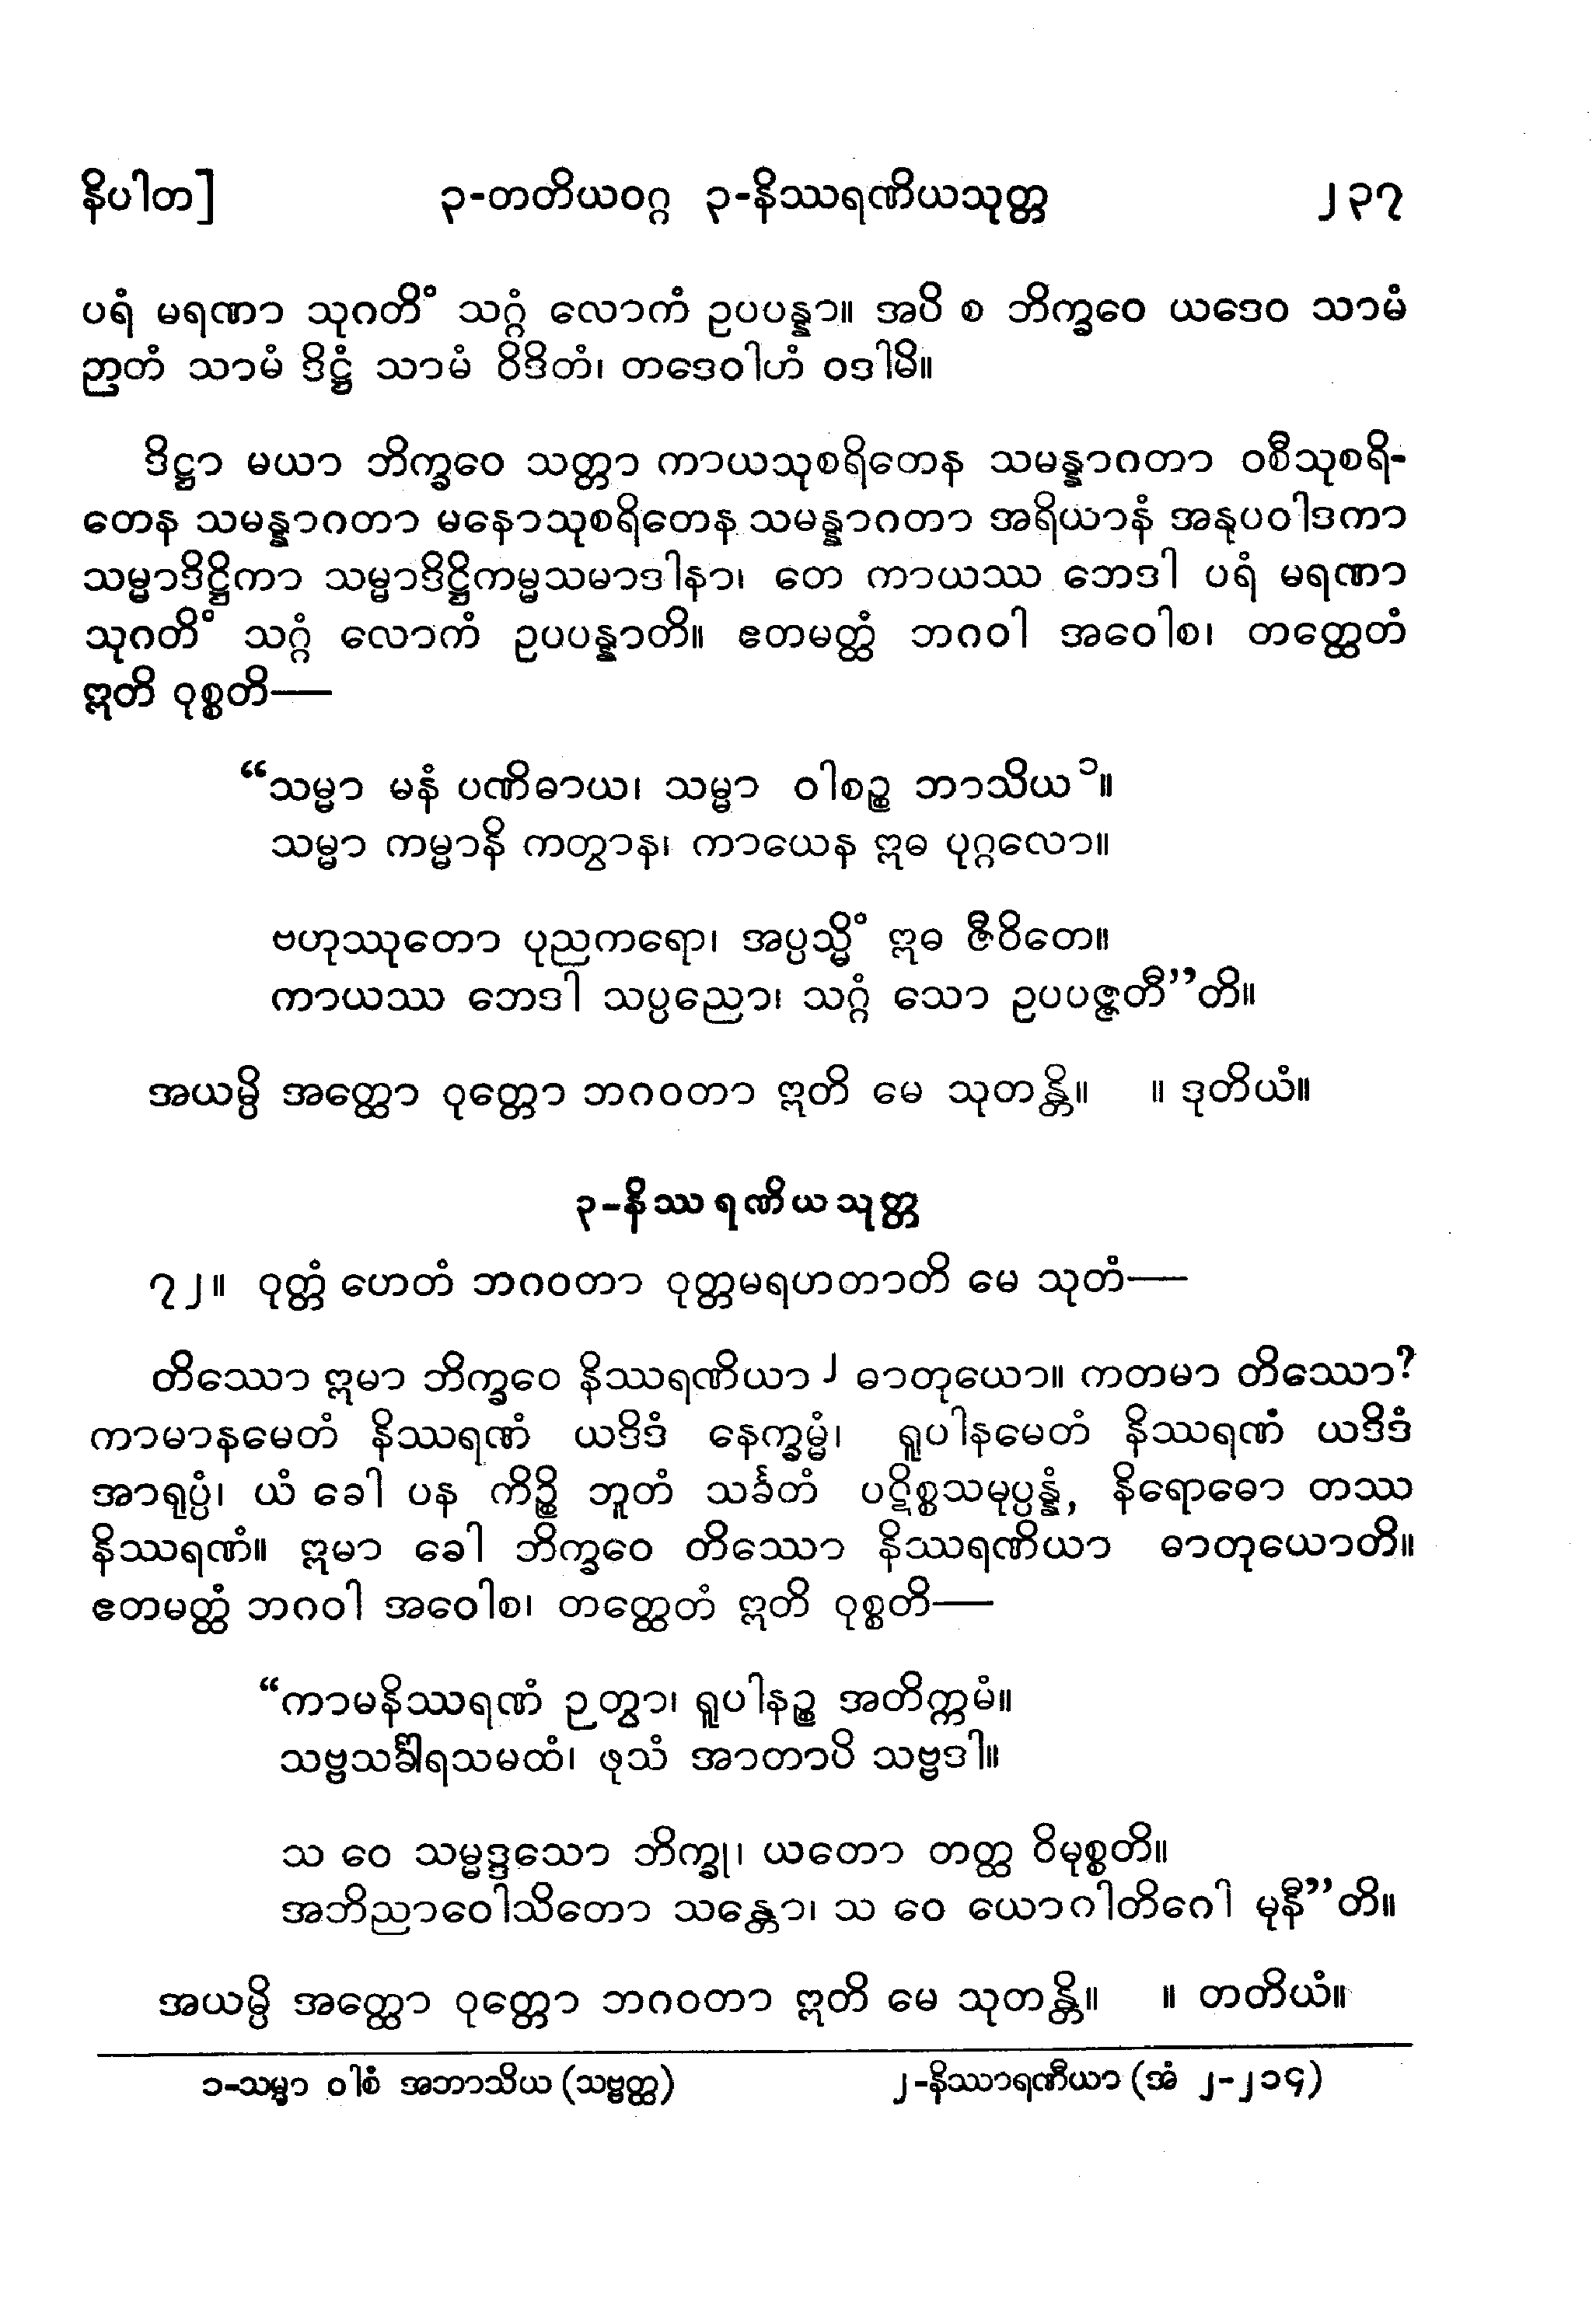 နိပါတ] ၃-တတိယဝဂ္ဂ ၃-နိဿရဏိယသုတ္တ ၂၃၇
ပရံ မရဏာ သုဂတိံ သဂ္ဂံ လောကံ ဥပပန္နာ။ အပိ စ ဘိက္ခဝေ ယဒေဝ သာမံ
ဉာတံ သာမံ ဒိဋ္ဌံ သာမံ ဝိဒိတံ၊ တဒေဝါဟံ ဝဒါမိ။
ဒိဋ္ဌာ မယာ ဘိက္ခဝေ သတ္တာ ကာယသုစရိတေန သမန္နာဂတာ ဝစီသုစရိ-
တေန သမန္နာဂတာ မနောသုစရိတေန သမန္နာဂတာ အရိယာနံ အနုပဝါဒကာ
သမ္မာဒိဋ္ဌိကာ သမ္မာဒိဋ္ဌိကမ္မသမာဒါနာ၊ တေ ကာယဿ ဘေဒါ ပရံ မရဏာ
သုဂတိံ သဂ္ဂံ လောကံ ဥပပန္နာတိ။ ဧတမတ္ထံ ဘဂဝါ အဝေါစ၊ တတ္ထေတံ
ဣတိ ဝုစ္စတိ—
“သမ္မာ မနံ ပဏိဓာယ၊ သမ္မာ ဝါစဉ္စ ဘာသိယ ၁။
သမ္မာ ကမ္မာနိ ကတွာန၊ ကာယေန ဣဓ ပုဂ္ဂလော။
ဗဟုဿုတော ပုညကရော၊ အပ္ပသ္မိံ ဣဓ ဇီဝိတေ။
ကာယဿ ဘေဒါ သပ္ပညော၊ သဂ္ဂံ သော ဥပပဇ္ဇတီ”တိ။
အယမ္ပိ အတ္ထော ဝုတ္တော ဘဂဝတာ ဣတိ မေ သုတန္တိ။ ။ ဒုတိယံ။
၃-နိဿရဏိယသုတ္တ
၇၂။ ဝုတ္တံ ဟေတံ ဘဂဝတာ ဝုတ္တမရဟတာတိ မေ သုတံ—
တိဿော ဣမာ ဘိက္ခဝေ နိဿရဏိယာ ၂ ဓာတုယော။ ကတမာ တိဿော?
ကာမာနမေတံ နိဿရဏံ ယဒိဒံ နေက္ခမ္မံ၊ ရူပါနမေတံ နိဿရဏံ ယဒိဒံ
အာရုပ္ပံ၊ ယံ ခေါ ပန ကိဉ္စိ ဘူတံ သင်္ခတံ ပဋိစ္စသမုပ္ပန္နံ, နိရောဓော တဿ
နိဿရဏံ။ ဣမာ ခေါ ဘိက္ခဝေ တိဿော နိဿရဏိယာ ဓာတုယောတိ။
ဧတမတ္ထံ ဘဂဝါ အဝေါစ၊ တတ္ထေတံ ဣတိ ဝုစ္စတိ—
“ကာမနိဿရဏံ ဉတွာ၊ ရူပါနဉ္စ အတိက္ကမံ။
သဗ္ဗသင်္ခါရသမထံ၊ ဖုသံ အာတာပိ သဗ္ဗဒါ။
သ ဝေ သမ္မဒ္ဒသော ဘိက္ခု၊ ယတော တတ္ထ ဝိမုစ္စတိ။
အဘိညာဝေါသိတော သန္တော၊ သ ဝေ ယောဂါတိဂေါ မုနီ”တိ။
အယမ္ပိ အတ္ထော ဝုတ္တော ဘဂဝတာ ဣတိ မေ သုတန္တိ။ ။ တတိယံ။
၁-သမ္မာ ဝါစံ အဘာသိယ (သဗ္ဗတ္ထ) ၂-နိဿာရဏီယာ (အံ ၂-၂၁၄)